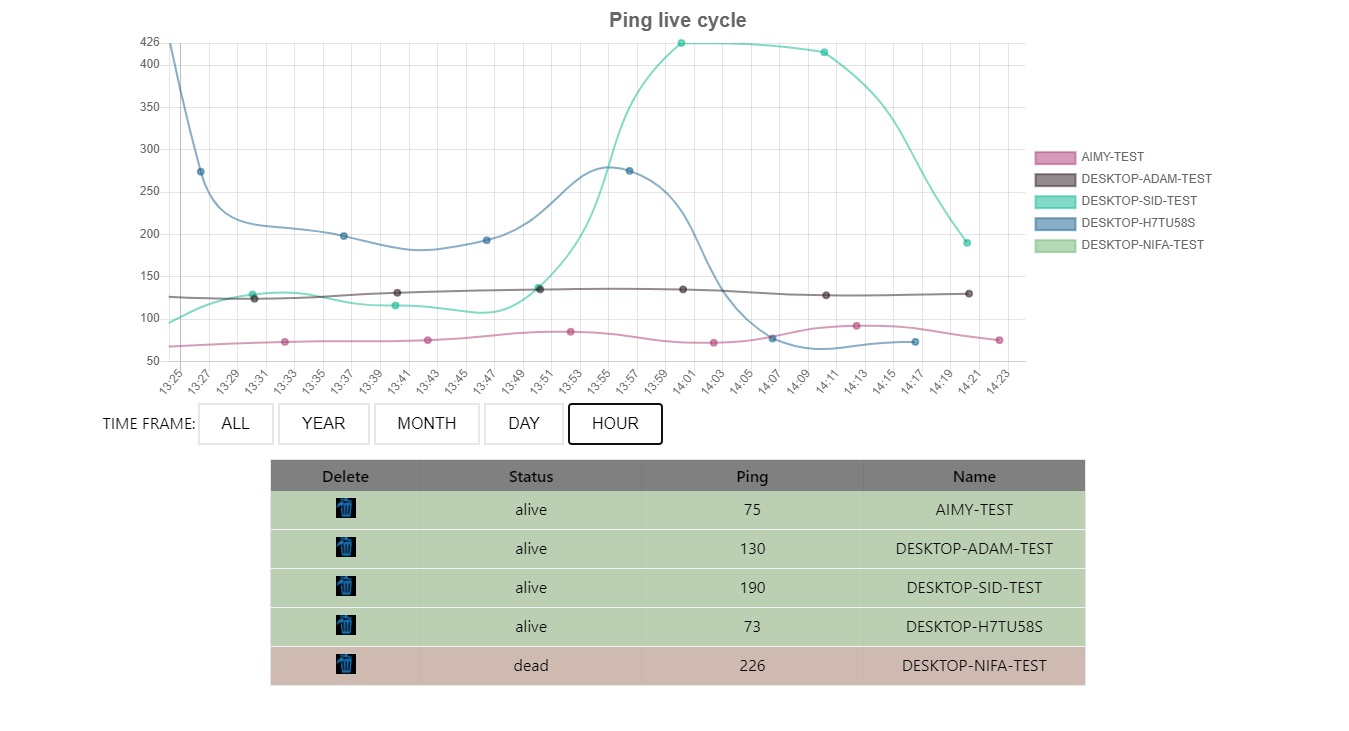 Ping live cycle
426
400
350
300
250
200
150
100
50
13:25 13:27 13:29 13:31 13:33 13:35 13:37 13:39 13:41 13:43 13:45 13:47 13:49 13:51 13:53 13:55 13:57 13:59 14:01 14:03 14:05 14:07 14:09 14:11 14:13 14:15 14:17 14:19 14:21 14:23
AIMY-TEST
DESKTOP-ADAM-TEST
DESKTOP-SID-TEST
DESKTOP-H7TU58S
DESKTOP-NIFA-TEST
TIME FRAME: ALL YEAR MONTH DAY HOUR
Delete Status Ping Name
alive 75 AIMY-TEST
alive 130 DESKTOP-ADAM-TEST
alive 190 DESKTOP-SID-TEST
alive 73 DESKTOP-H7TU58S
dead 226 DESKTOP-NIFA-TEST